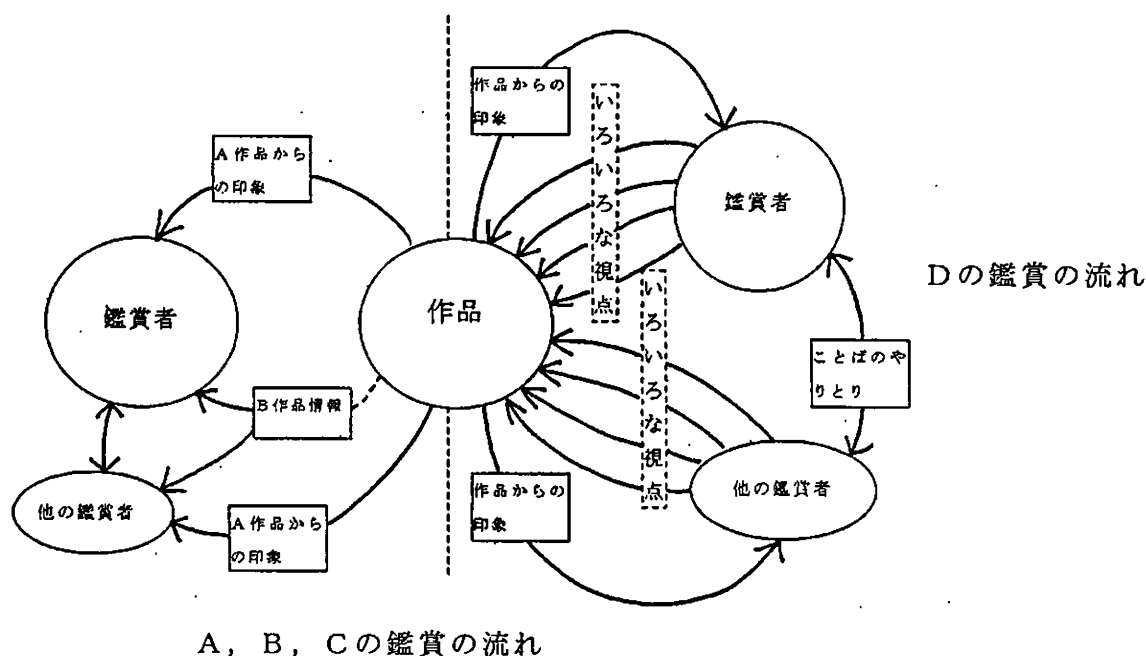 作品からの
印象
いろいろな視点
鑑賞者
A作品から
の印象
鑑賞者
作品
Dの鑑賞の流れ
いろいろな視点
ことばのや
りとり
B作品情報
他の鑑賞者
A作品から
の印象
作品からの
印象
他の鑑賞者
A, B, Cの鑑賞の流れ